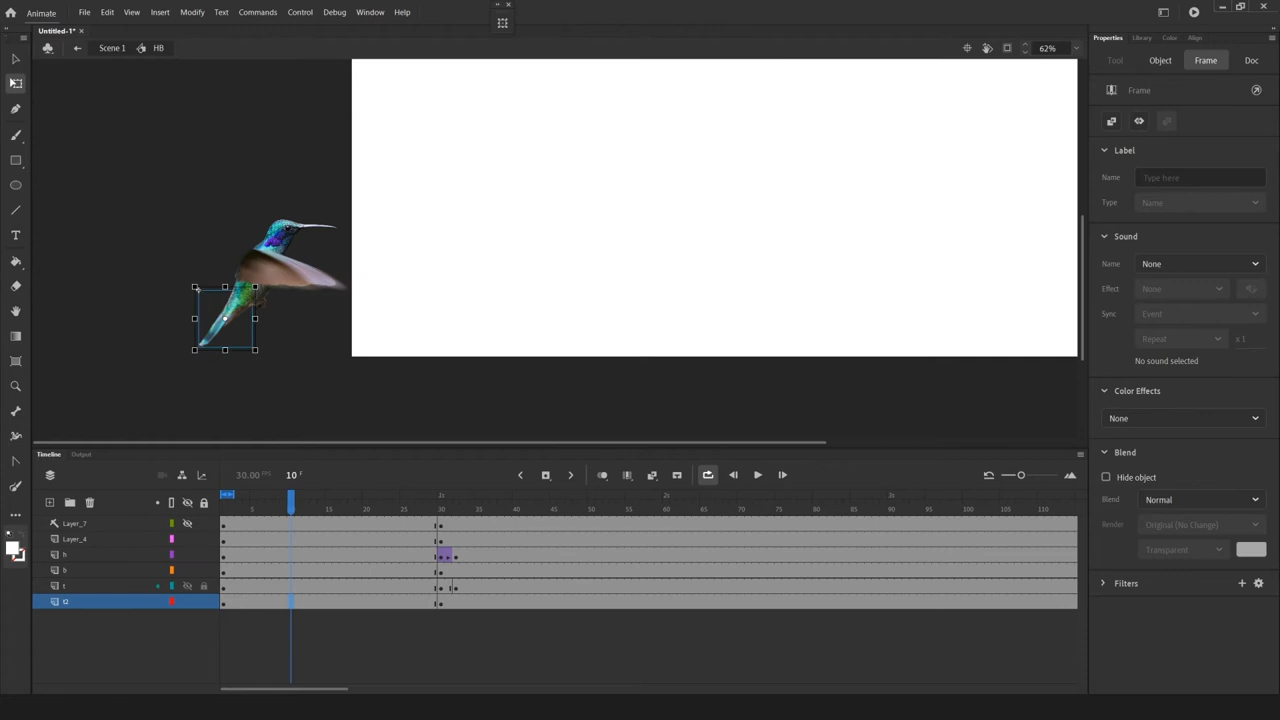 Animate File Edit View Insert Modify Text Commands Control Debug Window Help
Untitled-1* ×
Scene 1 HB 62%
Properties Library Color Align
Tool Object Frame Doc
Frame
Label
Name Type here
Type Name
Sound
Name None
Effect None
Sync Event
Repeat x 1
No sound selected
Color Effects
None
Blend
Hide object
Blend Normal
Render Original (No Change)
Transparent
Filters
Timeline Output
30.00 FPS 10 F
1s 2s 3s
5 15 20 25 30 35 40 45 50 55 60 65 70 75 80 85 90 95 100 105 110
Layer_7
Layer_4
h
b
t
t2